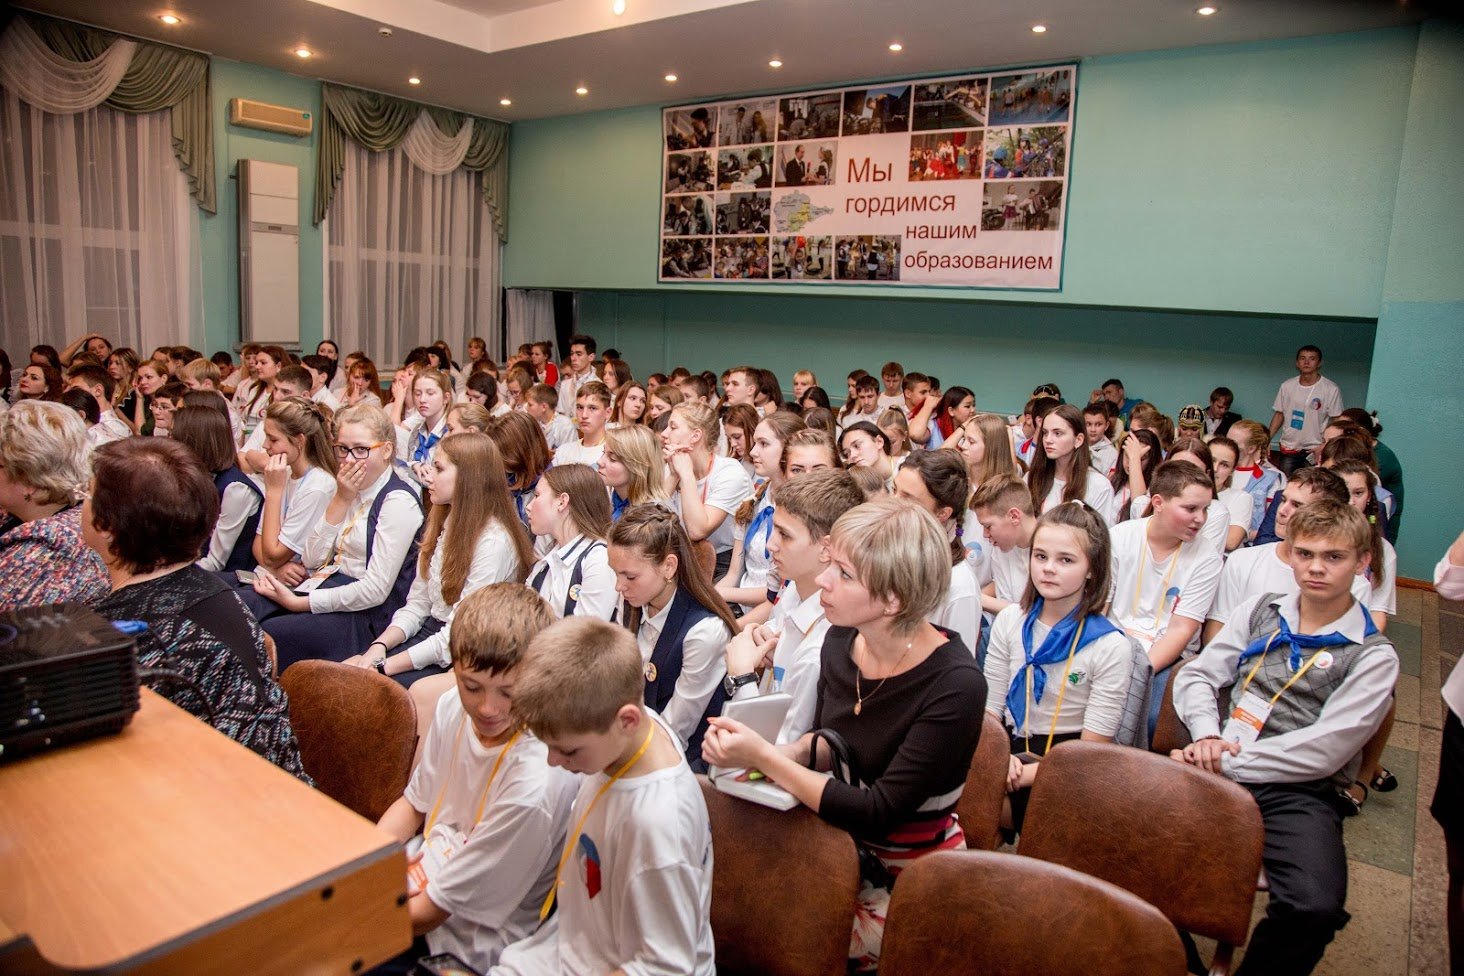 Мы
гордимся
нашим
образованием